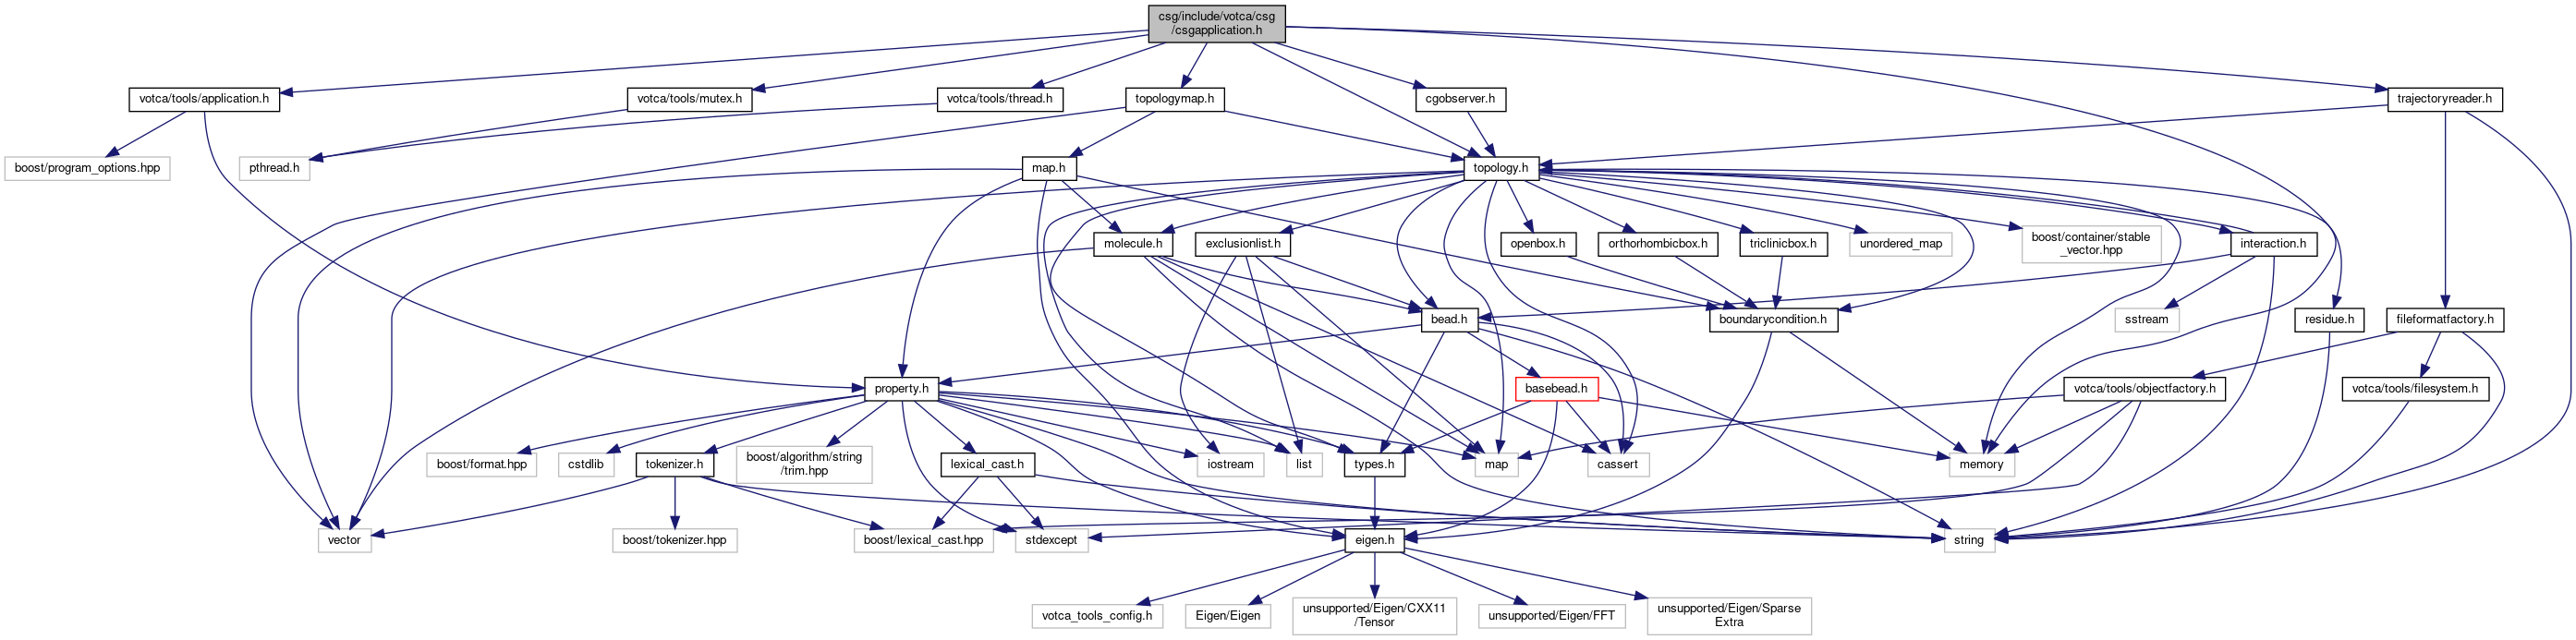 csg/include/votca/csg
/csgapplication.h
votca/tools/application.h
votca/tools/mutex.h
votca/tools/thread.h
topologymap.h
cgobserver.h
trajectoryreader.h
boost/program_options.hpp
pthread.h
map.h
topology.h
molecule.h
exclusionlist.h
openbox.h
orthorhombicbox.h
triclinicbox.h
unordered_map
boost/container/stable
_vector.hpp
interaction.h
bead.h
boundarycondition.h
sstream
residue.h
fileformatfactory.h
property.h
basebead.h
votca/tools/objectfactory.h
votca/tools/filesystem.h
boost/format.hpp
cstdlib
tokenizer.h
boost/algorithm/string
/trim.hpp
lexical_cast.h
iostream
list
types.h
map
cassert
memory
vector
boost/tokenizer.hpp
boost/lexical_cast.hpp
stdexcept
eigen.h
string
votca_tools_config.h
Eigen/Eigen
unsupported/Eigen/CXX11
/Tensor
unsupported/Eigen/FFT
unsupported/Eigen/Sparse
Extra